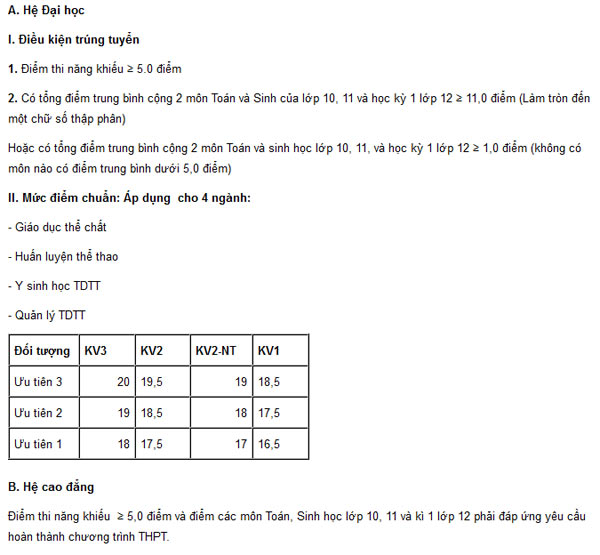 A. Hệ Đại học
I. Điều kiện trúng tuyển
1. Điểm thi năng khiếu ≥ 5.0 điểm
2. Có tổng điểm trung bình cộng 2 môn Toán và Sinh của lớp 10, 11 và học kỳ 1 lớp 12 ≥ 11,0 điểm (Làm tròn đến
một chữ số thập phân)
Hoặc có tổng điểm trung bình cộng 2 môn Toán và sinh học lớp 10, 11, và học kỳ 1 lớp 12 ≥ 1,0 điểm (không có
môn nào có điểm trung bình dưới 5,0 điểm)
II. Mức điểm chuẩn: Áp dụng cho 4 ngành:
- Giáo dục thể chất
- Huấn luyện thể thao
- Y sinh học TDTT
- Quản lý TDTT
Đối tượng KV3 KV2 KV2-NT KV1
Ưu tiên 3 20 19,5 19 18,5
Ưu tiên 2 19 18,5 18 17,5
Ưu tiên 1 18 17,5 17 16,5
B. Hệ cao đẳng
Điểm thi năng khiếu ≥ 5,0 điểm và điểm các môn Toán, Sinh học lớp 10, 11 và kì 1 lớp 12 phải đáp ứng yêu cầu
hoàn thành chương trình THPT.